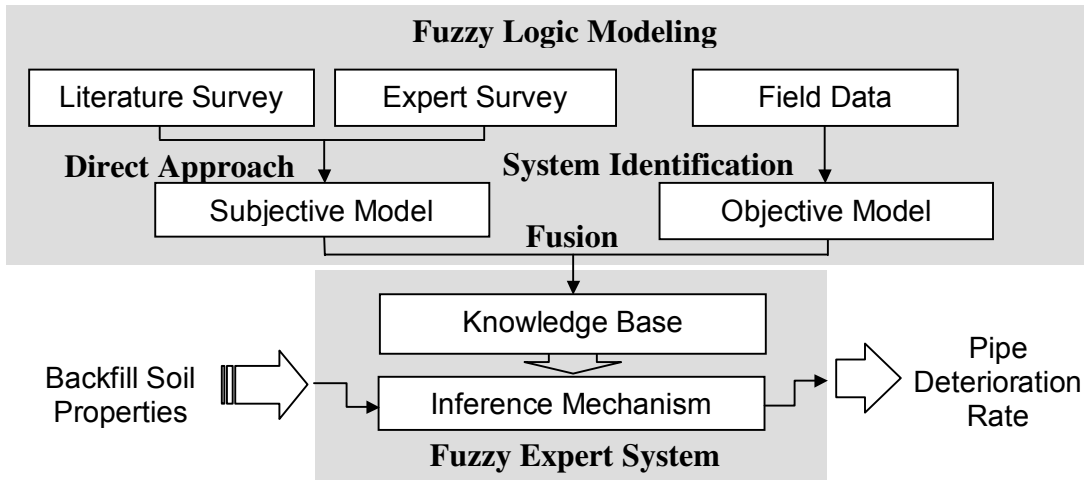 Fuzzy Logic Modeling
Literature Survey
Expert Survey
Field Data
Direct Approach
System Identification
Subjective Model
Objective Model
Fusion
Knowledge Base
Backfill Soil
Properties
Inference Mechanism
Pipe
Deterioration
Rate
Fuzzy Expert System